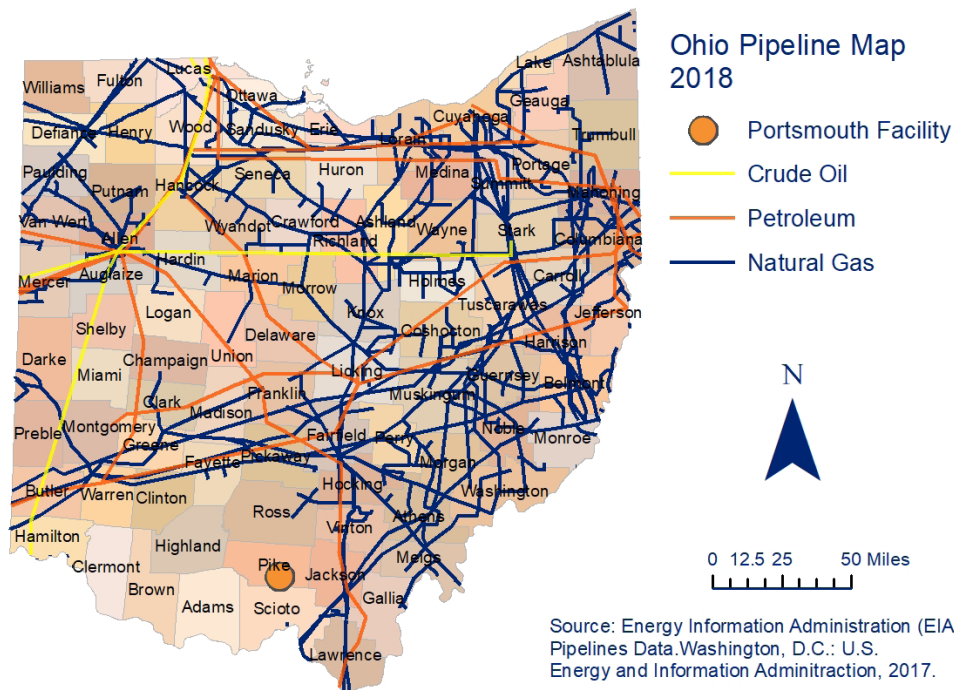 Ohio Pipeline Map
2018
Portsmouth Facility
Crude Oil
Petroleum
Natural Gas
N
0 12.5 25 50 Miles
Source: Energy Information Administration (EIA
Pipelines Data.Washington, D.C.: U.S.
Energy and Information Adminitraction, 2017.
Williams
Fulton
Lucas
Ottawa
Lake
Ashtabula
Geauga
Defiance
Henry
Wood
Sandusky
Erie
Lorain
Cuyahoga
Trumbull
Paulding
Putnam
Hancock
Seneca
Huron
Medina
Summit
Portage
Mahoning
Van Wert
Allen
Wyandot
Crawford
Richland
Ashland
Wayne
Stark
Columbiana
Mercer
Auglaize
Hardin
Marion
Morrow
Holmes
Carroll
Shelby
Logan
Knox
Coshocton
Tuscarawas
Jefferson
Darke
Miami
Champaign
Union
Delaware
Licking
Harrison
Preble
Montgomery
Clark
Madison
Franklin
Muskingum
Guernsey
Belmont
Greene
Fayette
Pickaway
Fairfield
Perry
Noble
Monroe
Butler
Warren
Clinton
Hocking
Morgan
Washington
Hamilton
Highland
Ross
Vinton
Athens
Meigs
Clermont
Brown
Adams
Pike
Scioto
Jackson
Gallia
Lawrence